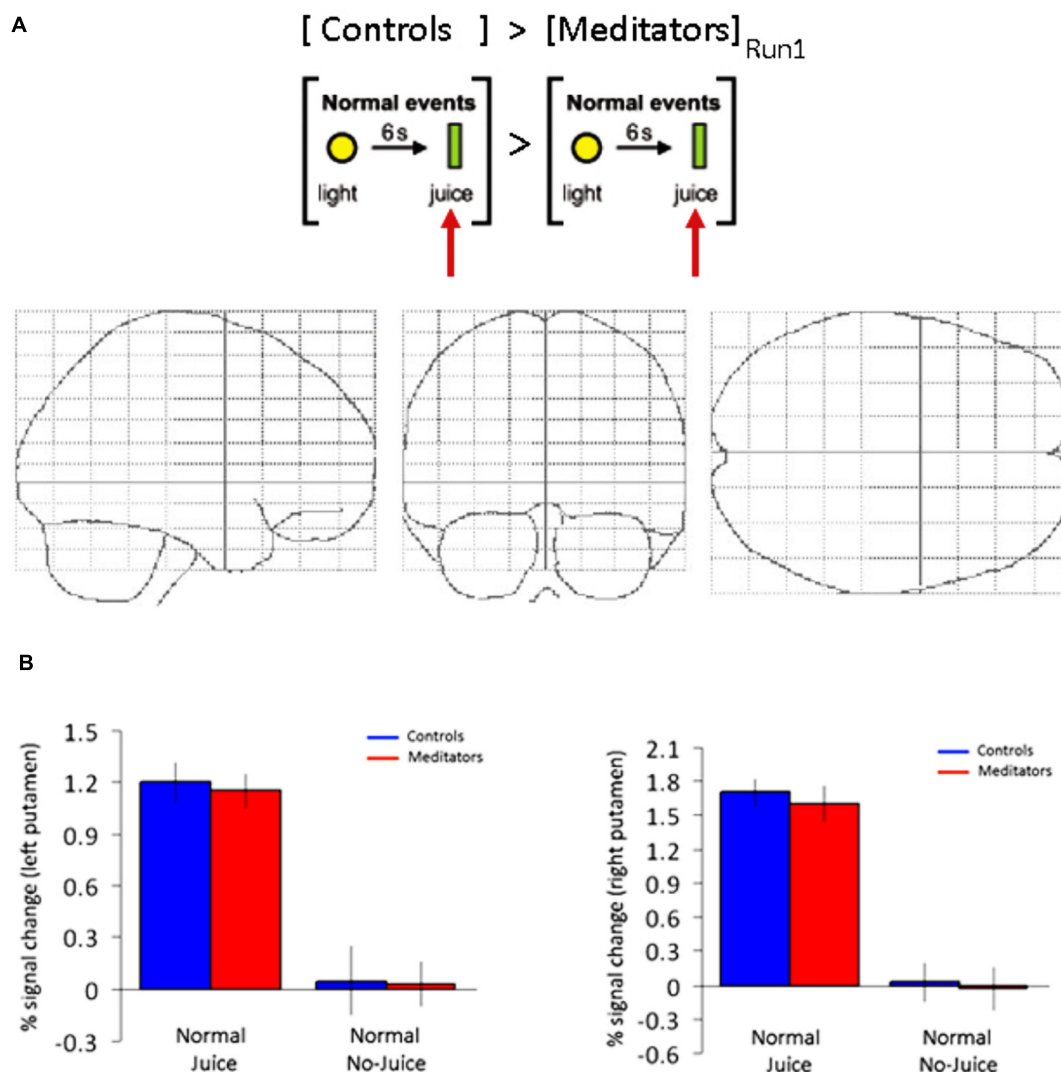 A
[ Controls ] > [Meditators]Run1
Normal events
6s
light
juice
>
Normal events
6s
light
juice
B
% signal change (left putamen)
1.5
1.2
0.9
0.6
0.3
0
-0.3
Controls
Meditators
Normal
Juice
Normal
No-Juice
% signal change (right putamen)
2.1
1.8
1.5
1.2
0.9
0.6
0.3
0
-0.3
-0.6
Controls
Meditators
Normal
Juice
Normal
No-Juice